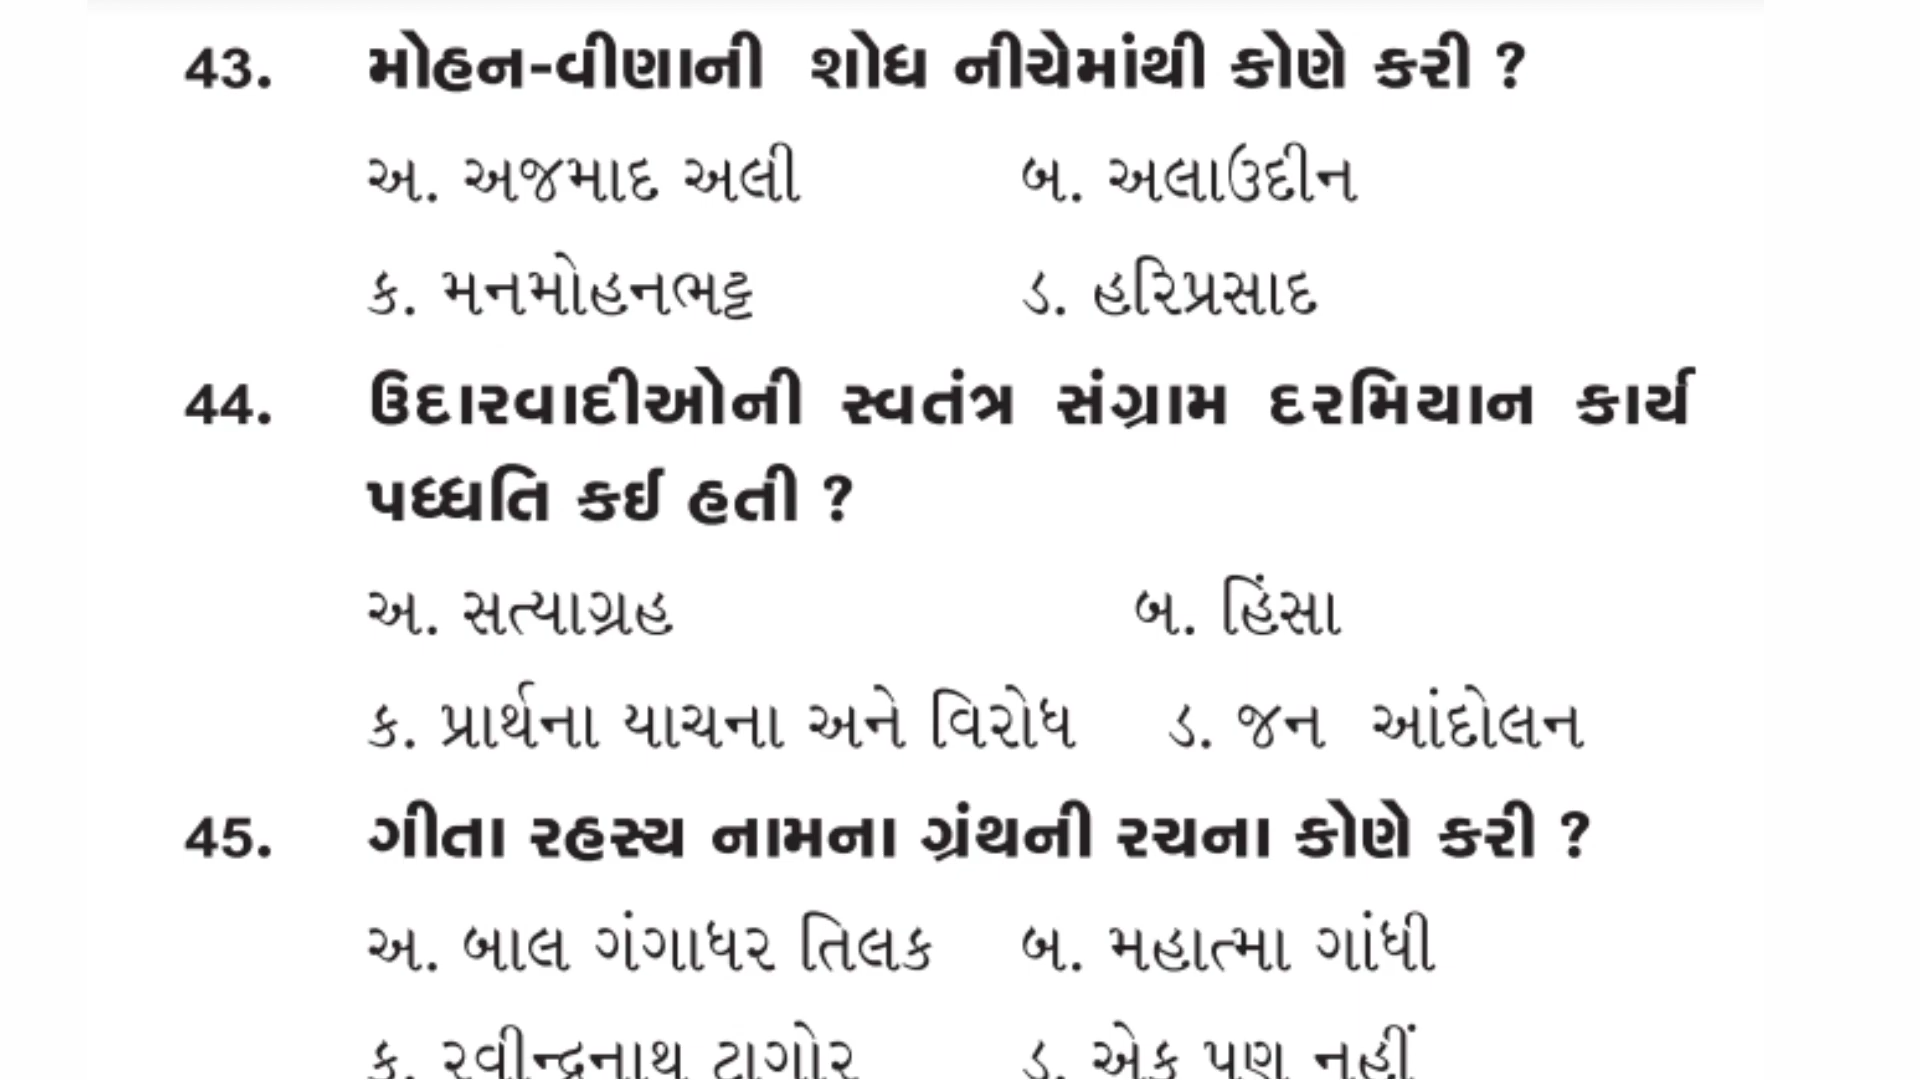 43. મોહન-વીણાની શોધ નીચેમાંથી કોણે કરી ?
અ. અજમાદ અલી બ. અલાઉદીન
ક. મનમોહનભટ્ટ ડ. હરિપ્રસાદ
44. ઉદારવાદીઓની સ્વતંત્ર સંગ્રામ દરમિયાન કાર્ય
પધ્ધતિ કઈ હતી ?
અ. સત્યાગ્રહ બ. હિંસા
ક. પ્રાર્થના યાચના અને વિરોધ ડ. જન આંદોલન
45. ગીતા રહસ્ય નામના ગ્રંથની રચના કોણે કરી ?
અ. બાલ ગંગાધર તિલક બ. મહાત્મા ગાંધી
ક. રવીન્દ્રનાથ ટાગોર ડ. એક પણ નહીં